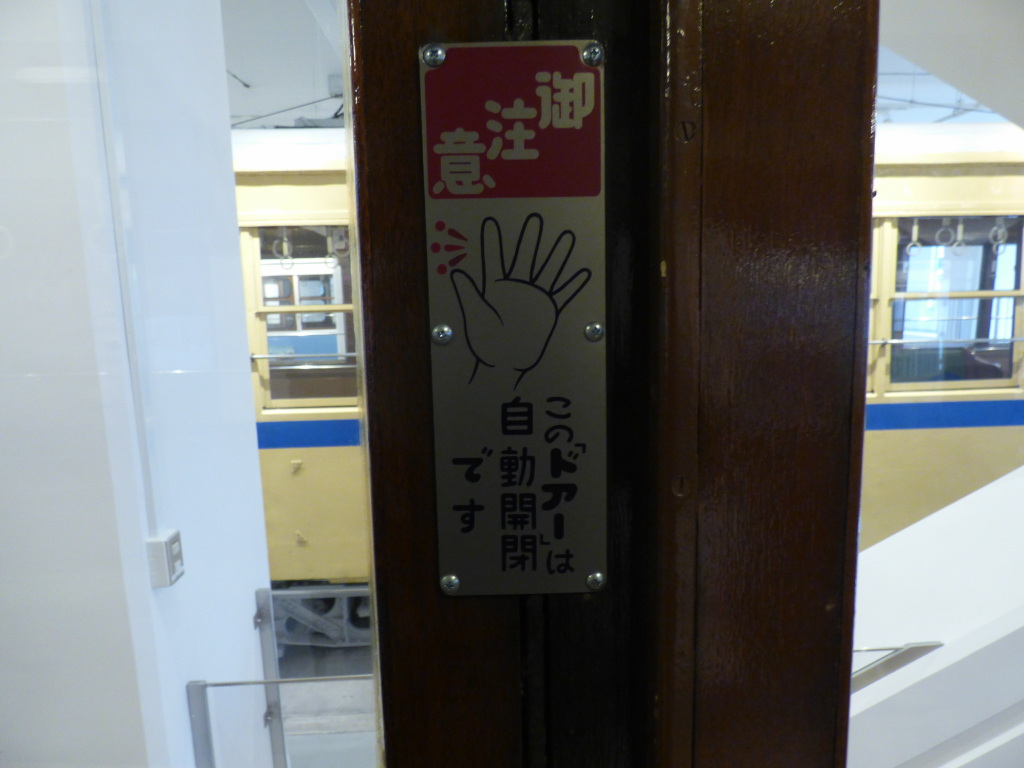 御注意
この「ドアー」は
自動開閉
です